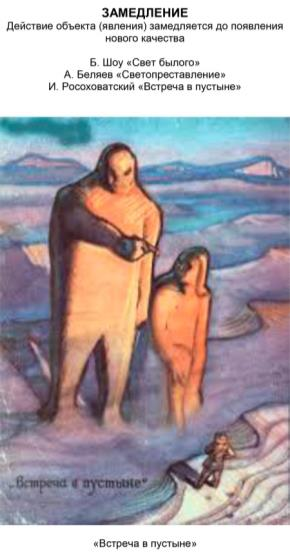 ЗАМЕДЛЕНИЕ
Действие объекта (явления) замедляется до появления
нового качества
Б. Шоу «Свет былого»
А. Беляев «Светопреставление»
И. Росоховатский «Встреча в пустыне»
„Встреча в пустыне“
«Встреча в пустыне»